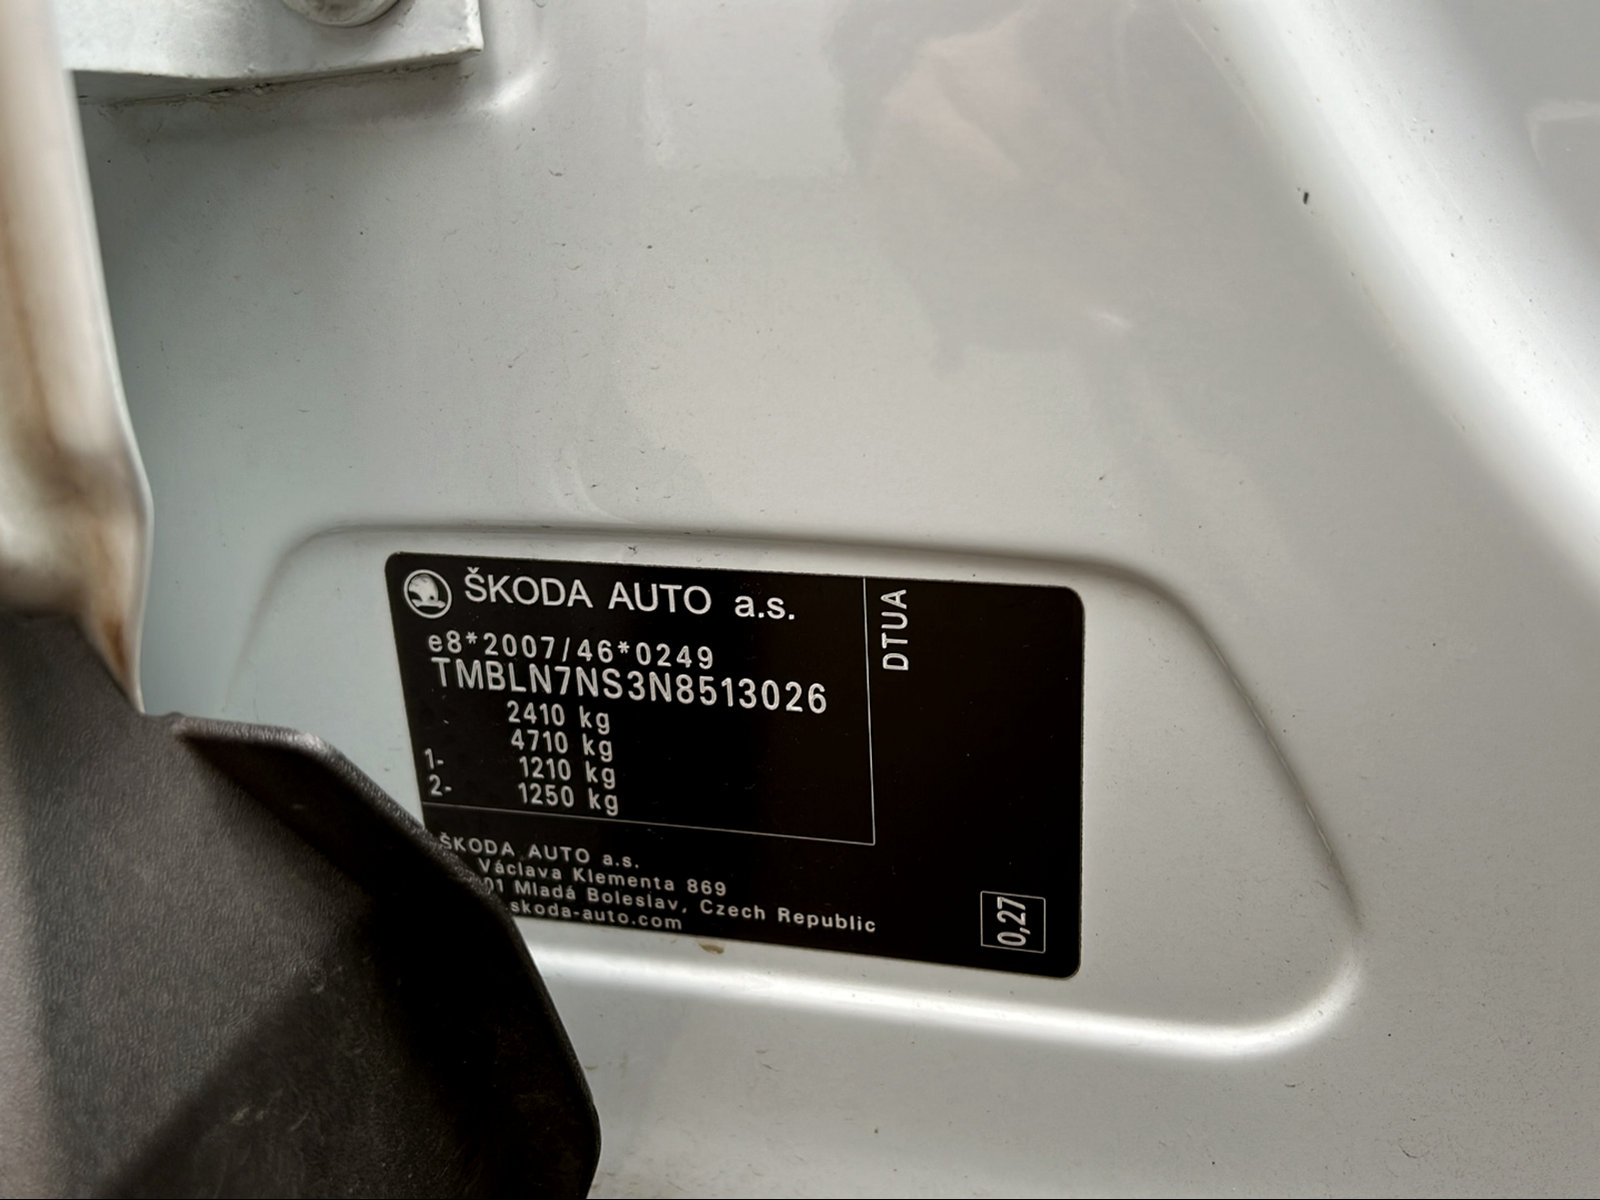 ŠKODA AUTO a.s.
e8*2007/46*0249
TMBLN7NS3N8513026
2410 kg
4710 kg
1- 1210 kg
2- 1250 kg
DTUA
ŠKODA AUTO a.s.
Václava Klementa 869
01 Mladá Boleslav, Czech Republic
skoda-auto.com
0,27